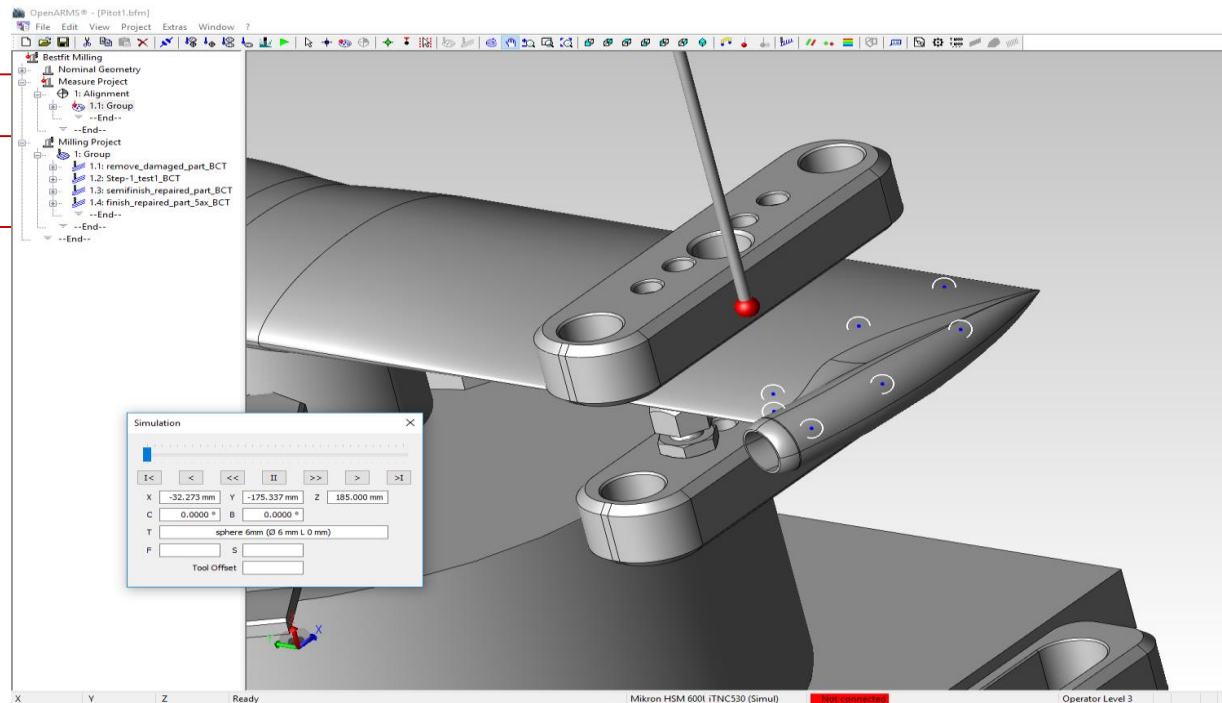 OpenARMS® - [Pitot1.bfm]
File Edit View Project Extras Window ?
Bestfit Milling
Nominal Geometry
Measure Project
1: Alignment
1.1: Group
--End--
--End--
Milling Project
1: Group
1.1: remove_damaged_part_BCT
1.2: Step-1_test1_BCT
1.3: semifinish_repaired_part_BCT
1.4: finish_repaired_part_5ax_BCT
--End--
--End--
--End--
Simulation
I< < << II >> > >I
X -32.273 mm Y -175.337 mm Z 185.000 mm
C 0.0000 ° B 0.0000 °
T sphere 6mm (Ø 6 mm L 0 mm)
F S
Tool Offset
X
X Y Z Ready Mikron HSM 600U iTNC530 (Simul) Not connected Operator Level 3